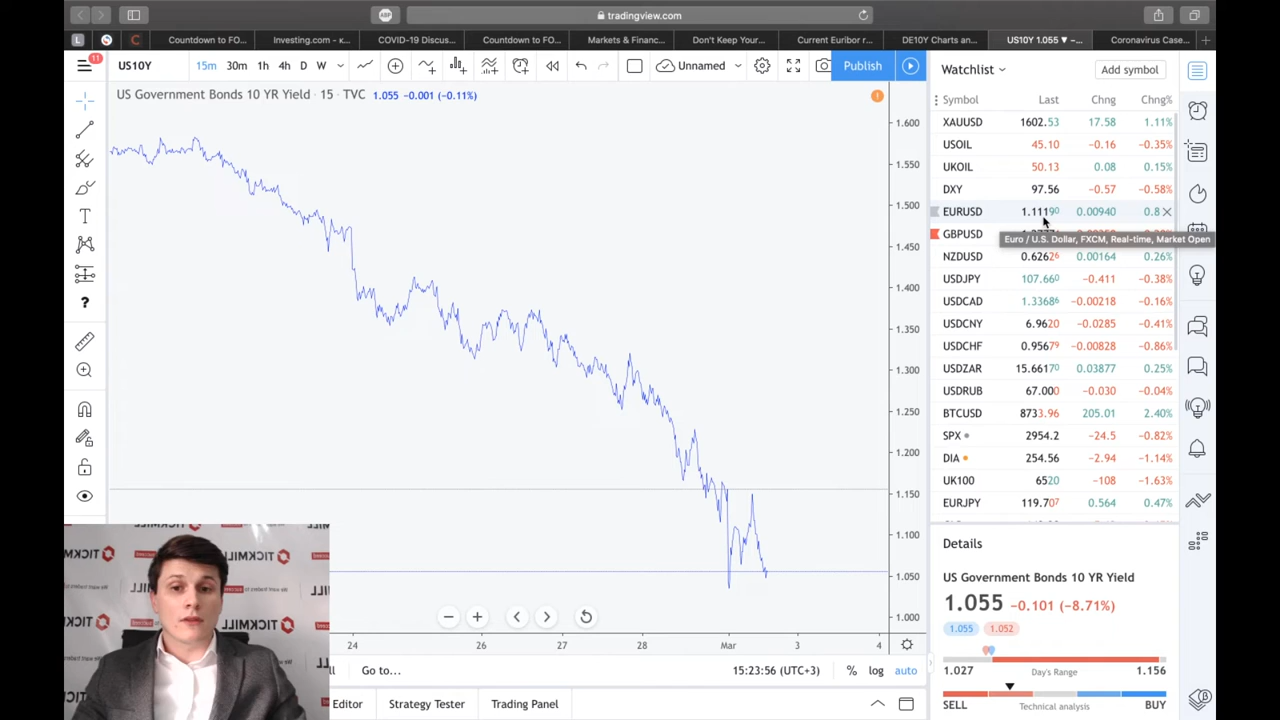 tradingview.com
ABP
L
C
Countdown to FO...
Investing.com - к...
COVID-19 Discus...
Countdown to FO...
Markets & Financ...
Don't Keep Your...
Current Euribor r...
DE10Y Charts an...
US10Y 1.055 ▼ –...
Coronavirus Case...
11
US10Y
15m
30m
1h
4h
D
W
Unnamed
Publish
US Government Bonds 10 YR Yield · 15 · TVC 1.055 −0.001 (−0.11%)
1.600
1.550
1.500
1.450
1.400
1.350
1.300
1.250
1.200
1.150
1.100
1.050
1.000
24
26
27
28
Mar
3
4
Go to...
15:23:56 (UTC+3)
%
log
auto
Editor
Strategy Tester
Trading Panel
Watchlist
Add symbol
Symbol Last Chng Chng%
XAUUSD 1602.53 17.58 1.11%
USOIL 45.10 −0.16 −0.35%
UKOIL 50.13 0.08 0.15%
DXY 97.56 −0.57 −0.58%
EURUSD 1.11190 0.00940 0.8
GBPUSD
Euro / U.S. Dollar, FXCM, Real-time, Market Open
NZDUSD 0.62626 0.00164 0.26%
USDJPY 107.660 −0.411 −0.38%
USDCAD 1.33686 −0.00218 −0.16%
USDCNY 6.9620 −0.0285 −0.41%
USDCHF 0.95679 −0.00828 −0.86%
USDZAR 15.66170 0.03877 0.25%
USDRUB 67.000 −0.030 −0.04%
BTCUSD 8733.96 205.01 2.40%
SPX 2954.2 −24.5 −0.82%
DIA 254.56 −2.94 −1.14%
UK100 6520 −108 −1.63%
EURJPY 119.707 0.564 0.47%
Details
US Government Bonds 10 YR Yield
1.055 −0.101 (−8.71%)
1.055
1.052
1.027
Day's Range
1.156
SELL
Technical analysis
BUY